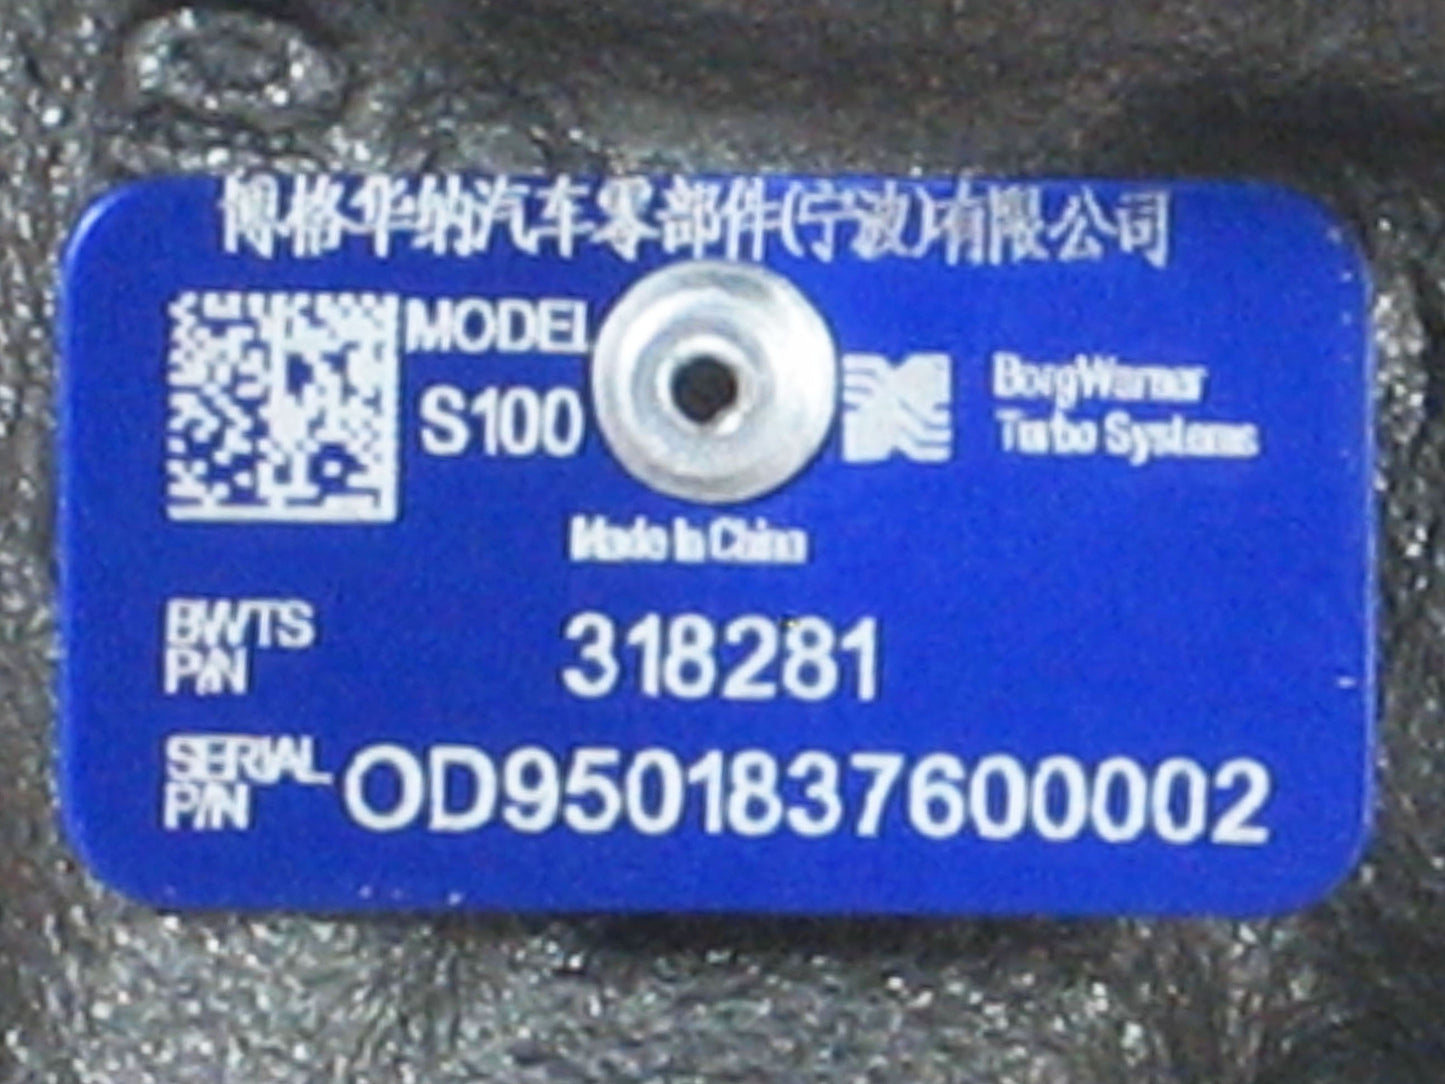 博格华纳汽车零部件(宁波)有限公司
MODEL
S100
BorgWarner
Turbo Systems
Made In China
BWTS
P/N
318281
SERIAL
P/N
OD9501837600002